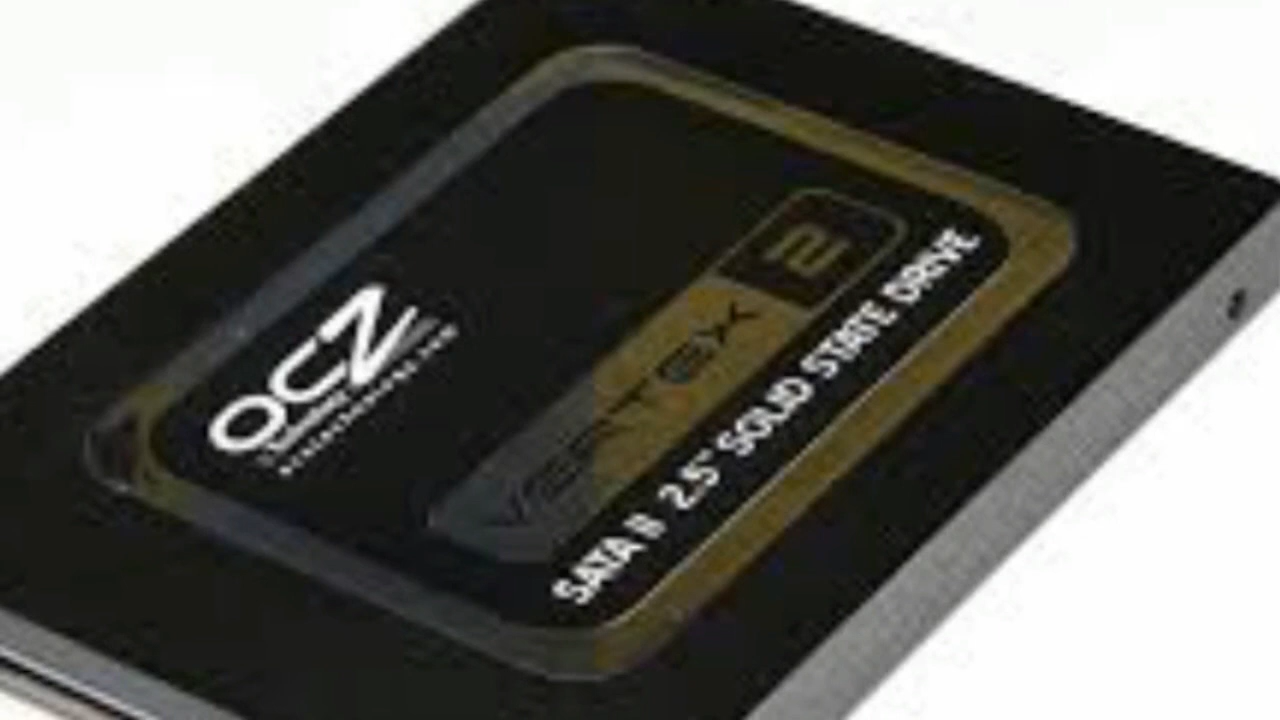 OCZ
VERTEX 2
SATA II 2.5" SOLID STATE DRIVE